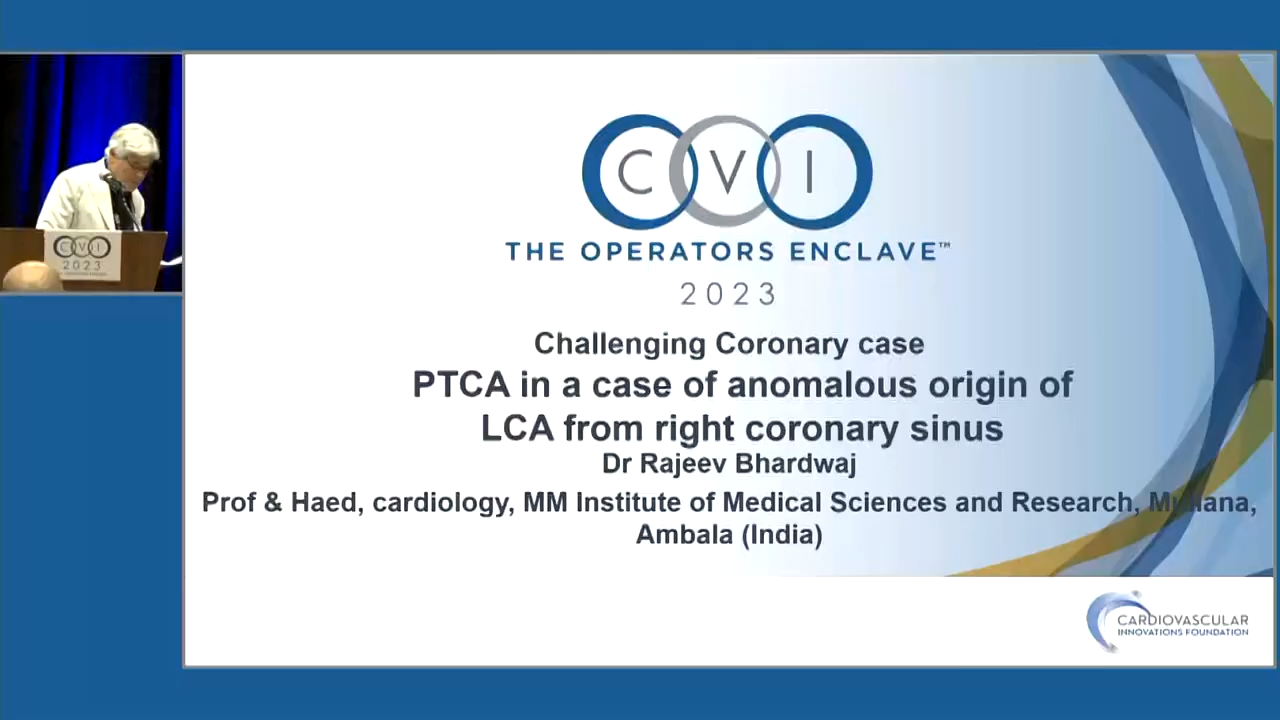 CVI
2023
CVI
THE OPERATORS ENCLAVE™
2023
Challenging Coronary case
PTCA in a case of anomalous origin of
LCA from right coronary sinus
Dr Rajeev Bhardwaj
Prof & Haed, cardiology, MM Institute of Medical Sciences and Research, Mullana,
Ambala (India)
CARDIOVASCULAR
INNOVATIONS FOUNDATION